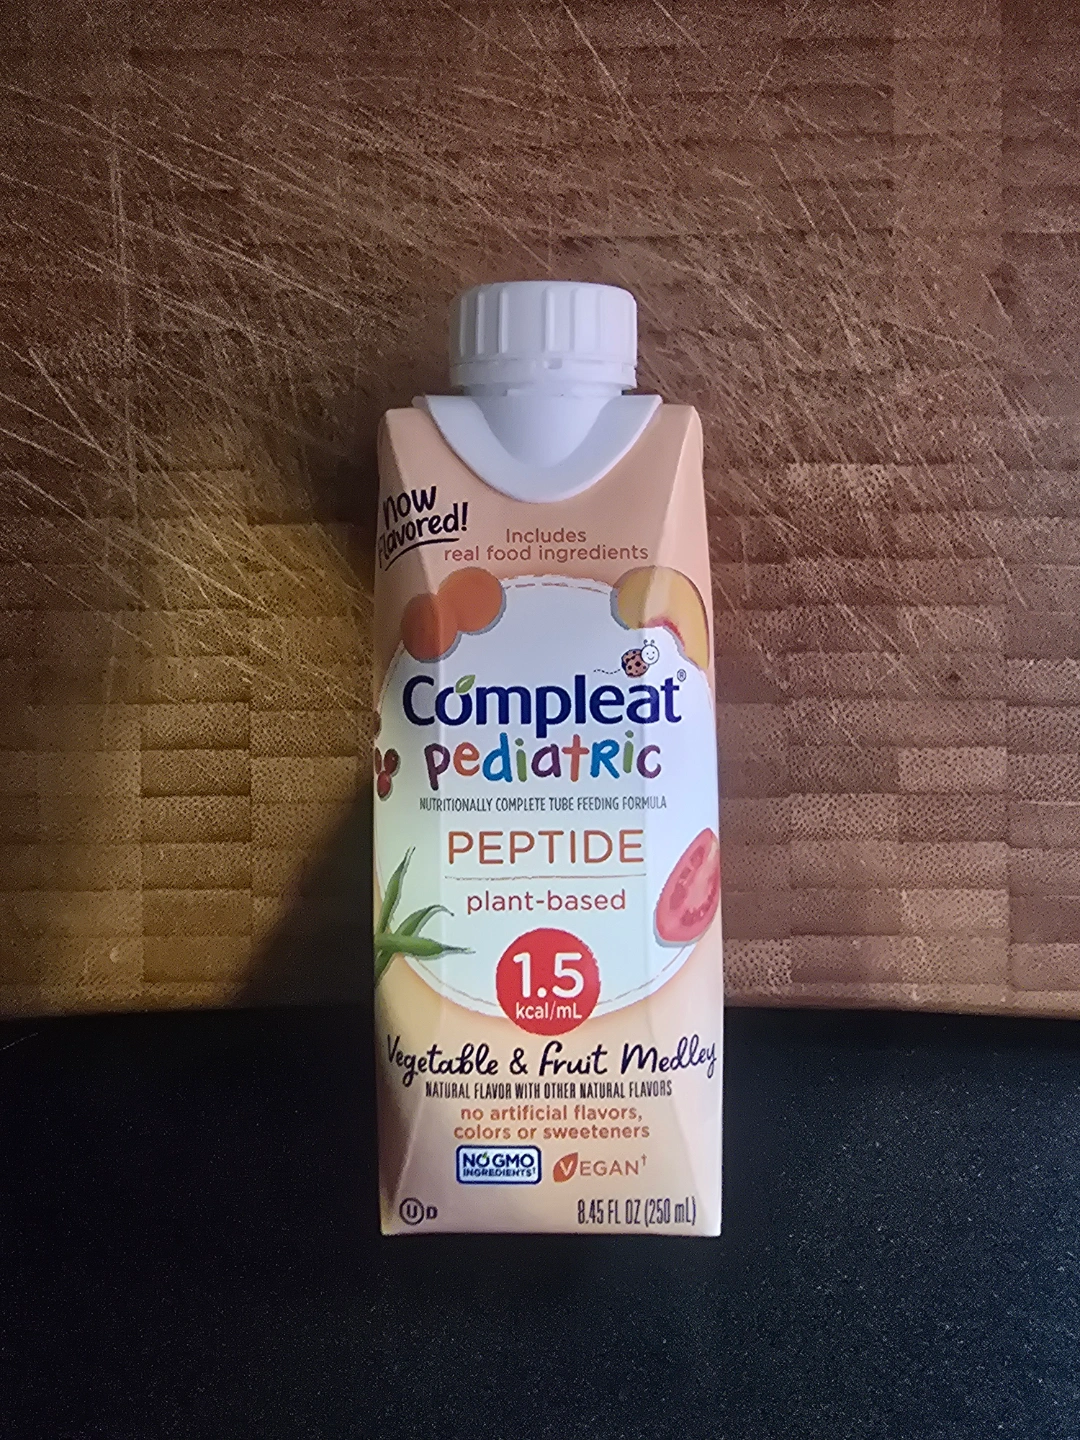 now
Flavored!
Includes
real food ingredients
Compleat®
pediatric
NUTRITIONALLY COMPLETE TUBE FEEDING FORMULA
PEPTIDE
plant-based
1.5
kcal/mL
Vegetable & Fruit Medley
NATURAL FLAVOR WITH OTHER NATURAL FLAVORS
no artificial flavors,
colors or sweeteners
NO GMO
INGREDIENTS†
VEGAN†
U D
8.45 FL OZ (250 mL)